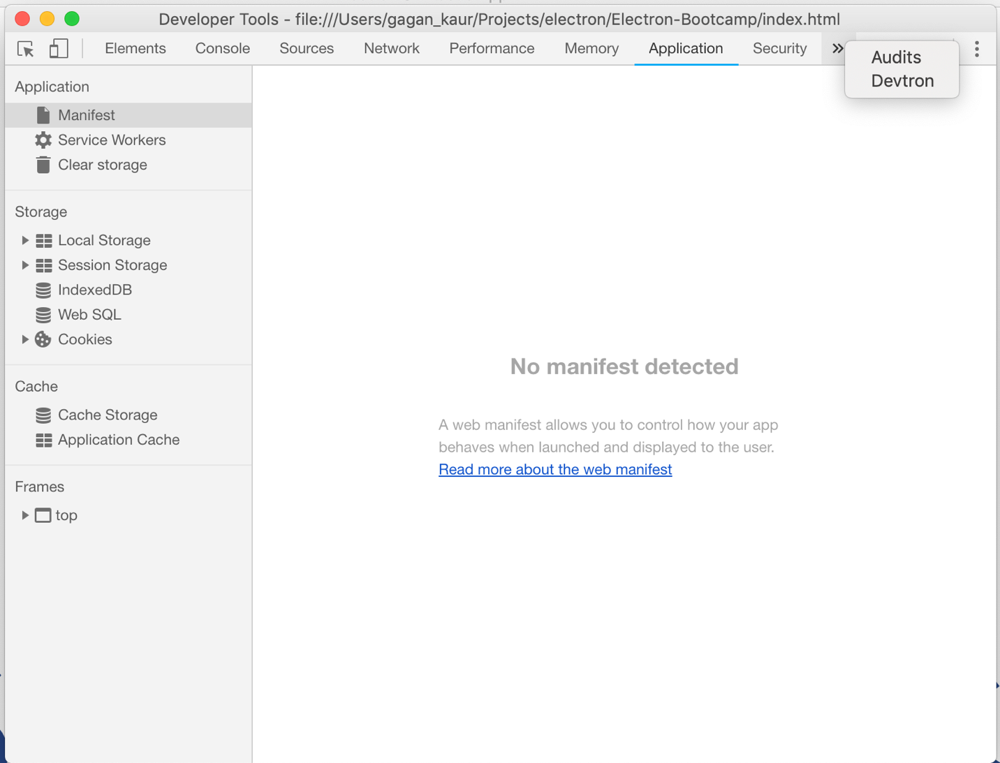 Developer Tools - file:///Users/gagan_kaur/Projects/electron/Electron-Bootcamp/index.html
Elements Console Sources Network Performance Memory Application Security »
Audits
Devtron
Application
Manifest
Service Workers
Clear storage
Storage
Local Storage
Session Storage
IndexedDB
Web SQL
Cookies
Cache
Cache Storage
Application Cache
Frames
top
No manifest detected
A web manifest allows you to control how your app
behaves when launched and displayed to the user.
Read more about the web manifest